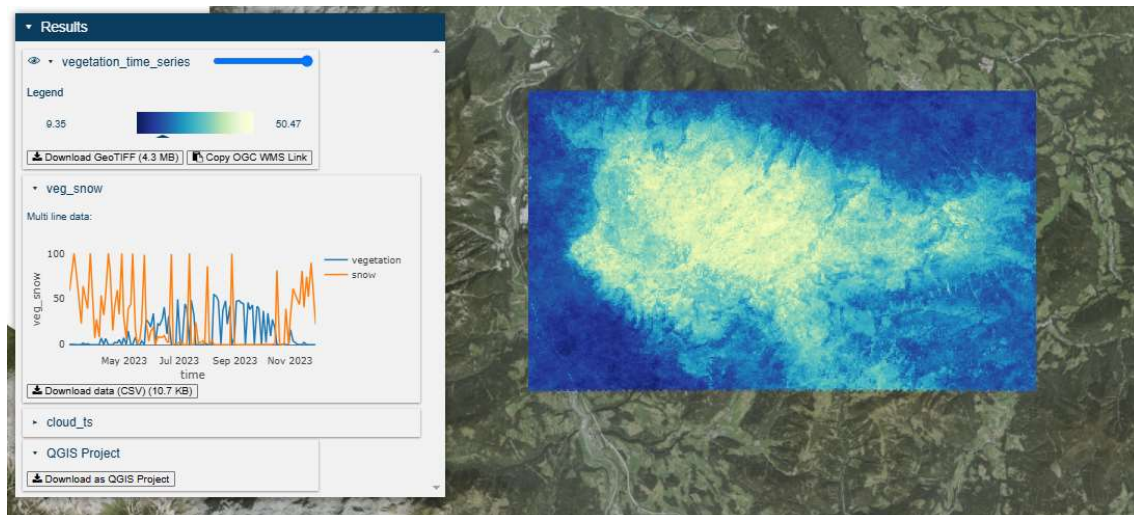 Results
vegetation_time_series
Legend
9.35 50.47
Download GeoTIFF (4.3 MB) Copy OGC WMS Link
veg_snow
Multi line data:
100
50
0
veg_snow
vegetation
snow
May 2023 Jul 2023 Sep 2023 Nov 2023
time
Download data (CSV) (10.7 KB)
cloud_ts
QGIS Project
Download as QGIS Project